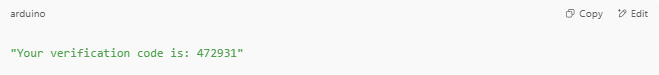 arduino Copy Edit
"Your verification code is: 472931"